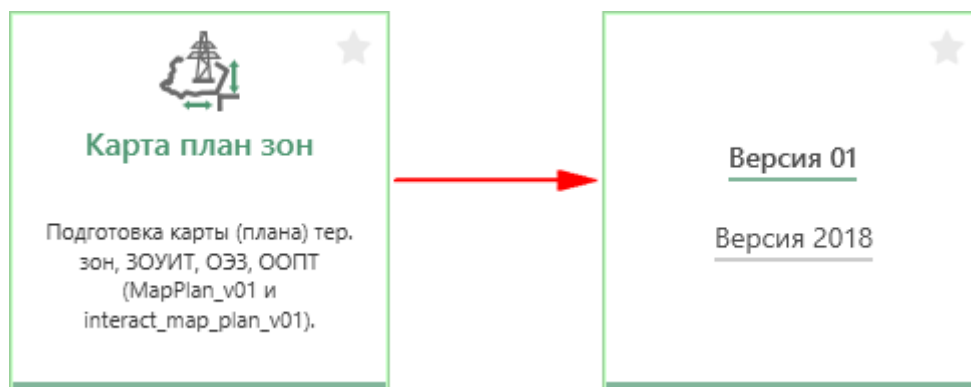 Карта план зон
Подготовка карты (плана) тер.
зон, ЗОУИТ, ОЭЗ, ООПТ
(MapPlan_v01 и
interact_map_plan_v01).
Версия 01
Версия 2018